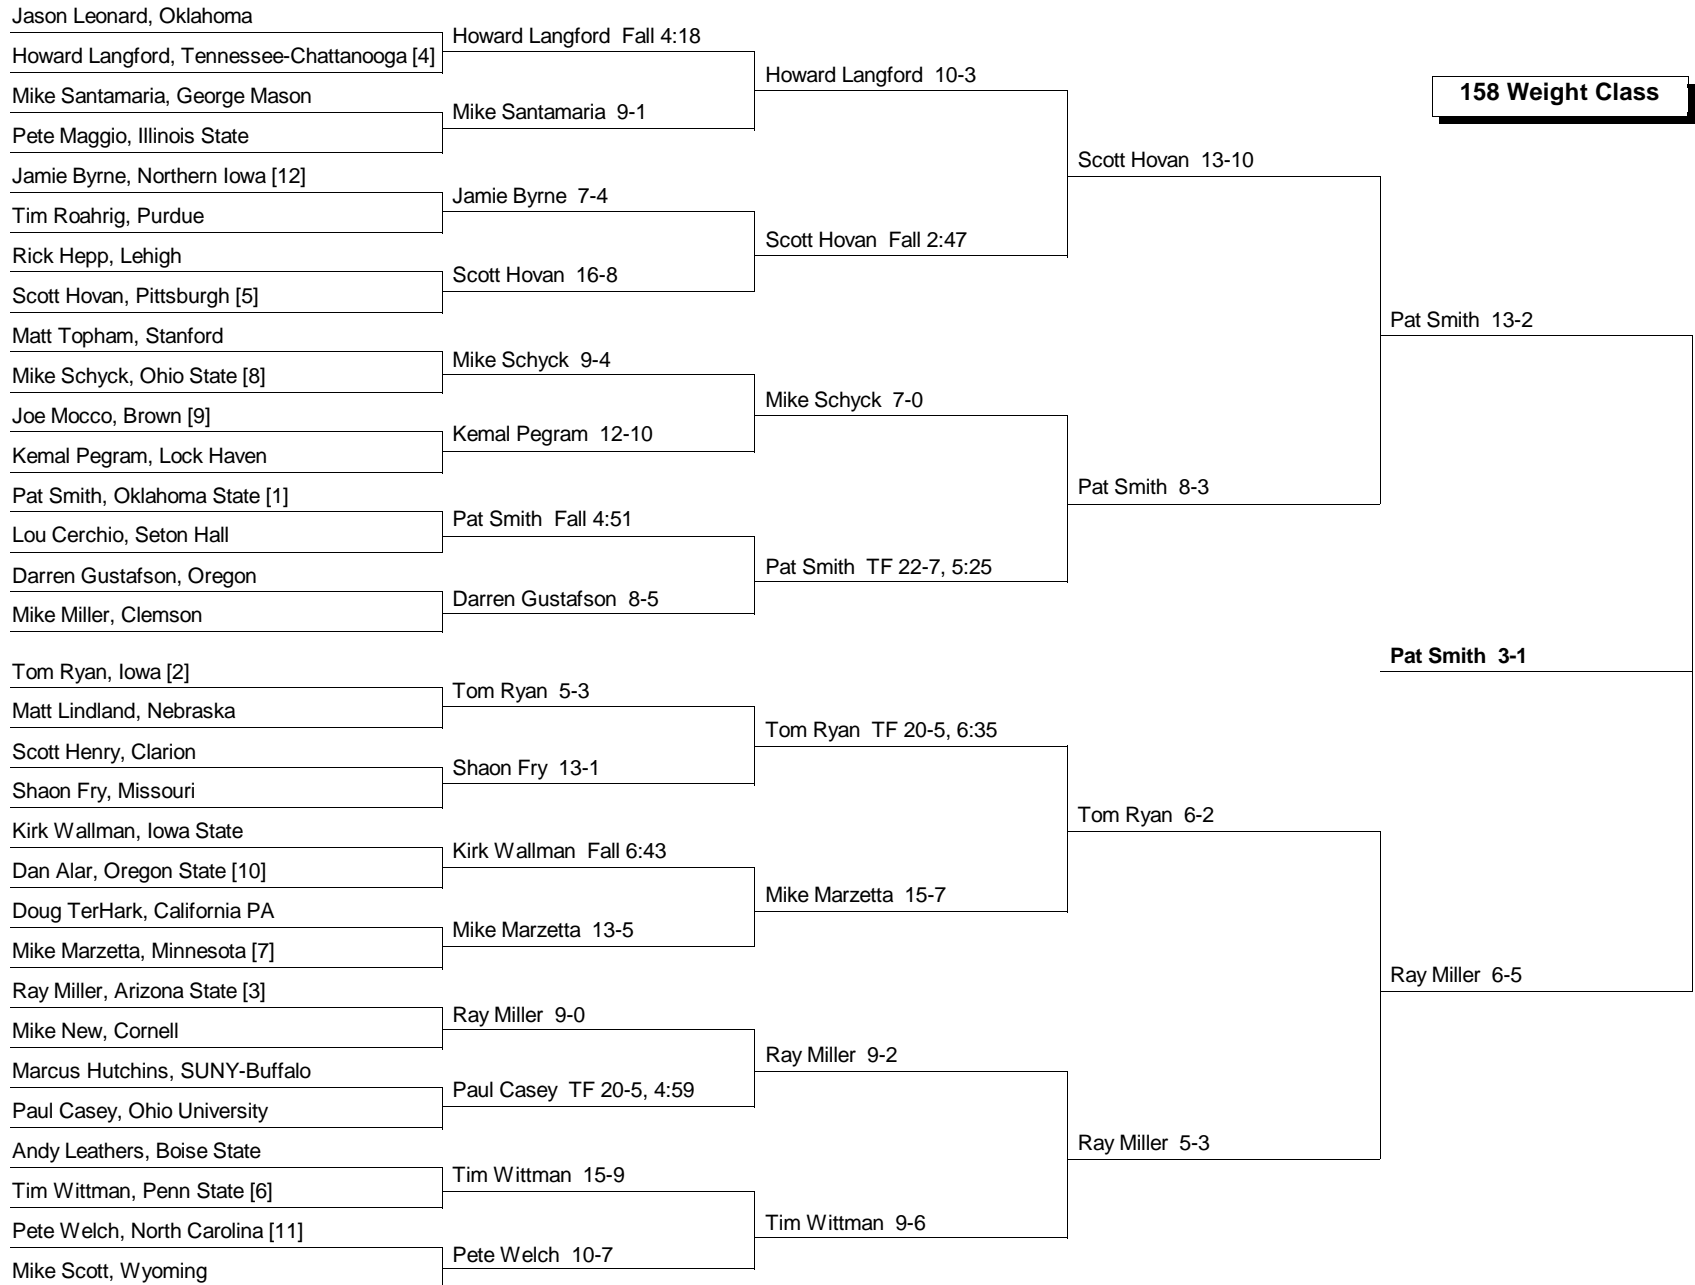 Jason Leonard, Oklahoma
Howard Langford, Tennessee-Chattanooga [4]
Mike Santamaria, George Mason
Pete Maggio, Illinois State
Jamie Byrne, Northern Iowa [12]
Tim Roahrig, Purdue
Rick Hepp, Lehigh
Scott Hovan, Pittsburgh [5]
Matt Topham, Stanford
Mike Schyck, Ohio State [8]
Joe Mocco, Brown [9]
Kemal Pegram, Lock Haven
Pat Smith, Oklahoma State [1]
Lou Cerchio, Seton Hall
Darren Gustafson, Oregon
Mike Miller, Clemson
Tom Ryan, Iowa [2]
Matt Lindland, Nebraska
Scott Henry, Clarion
Shaon Fry, Missouri
Kirk Wallman, Iowa State
Dan Alar, Oregon State [10]
Doug TerHark, California PA
Mike Marzetta, Minnesota [7]
Ray Miller, Arizona State [3]
Mike New, Cornell
Marcus Hutchins, SUNY-Buffalo
Paul Casey, Ohio University
Andy Leathers, Boise State
Tim Wittman, Penn State [6]
Pete Welch, North Carolina [11]
Mike Scott, Wyoming
Howard Langford Fall 4:18
Mike Santamaria 9-1
Jamie Byrne 7-4
Scott Hovan 16-8
Mike Schyck 9-4
Kemal Pegram 12-10
Pat Smith Fall 4:51
Darren Gustafson 8-5
Tom Ryan 5-3
Shaon Fry 13-1
Kirk Wallman Fall 6:43
Mike Marzetta 13-5
Ray Miller 9-0
Paul Casey TF 20-5, 4:59
Tim Wittman 15-9
Pete Welch 10-7
Howard Langford 10-3
Scott Hovan Fall 2:47
Mike Schyck 7-0
Pat Smith TF 22-7, 5:25
Tom Ryan TF 20-5, 6:35
Mike Marzetta 15-7
Ray Miller 9-2
Tim Wittman 9-6
Scott Hovan 13-10
Pat Smith 8-3
Tom Ryan 6-2
Ray Miller 5-3
158 Weight Class
Pat Smith 13-2
Pat Smith 3-1
Ray Miller 6-5